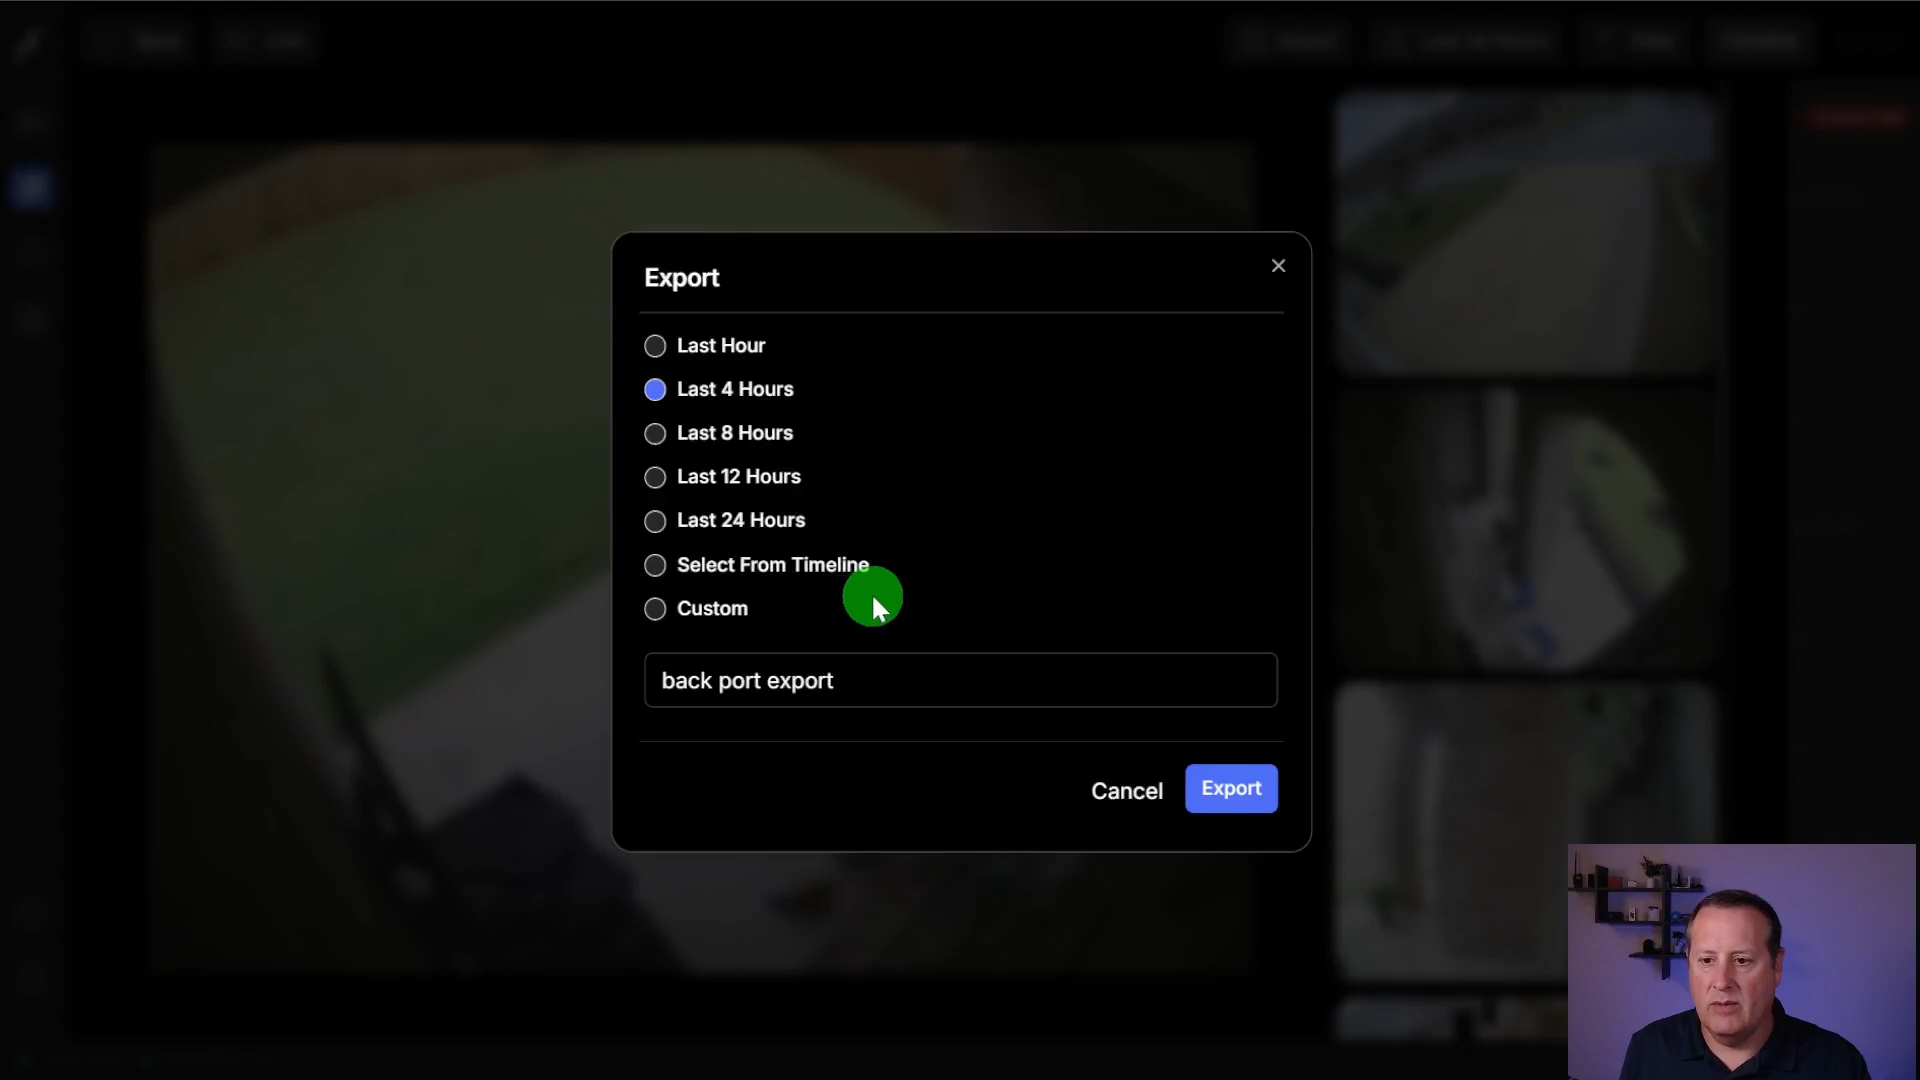 Export
Last Hour
Last 4 Hours
Last 8 Hours
Last 12 Hours
Last 24 Hours
Select From Timeline
Custom
back port export
Cancel
Export